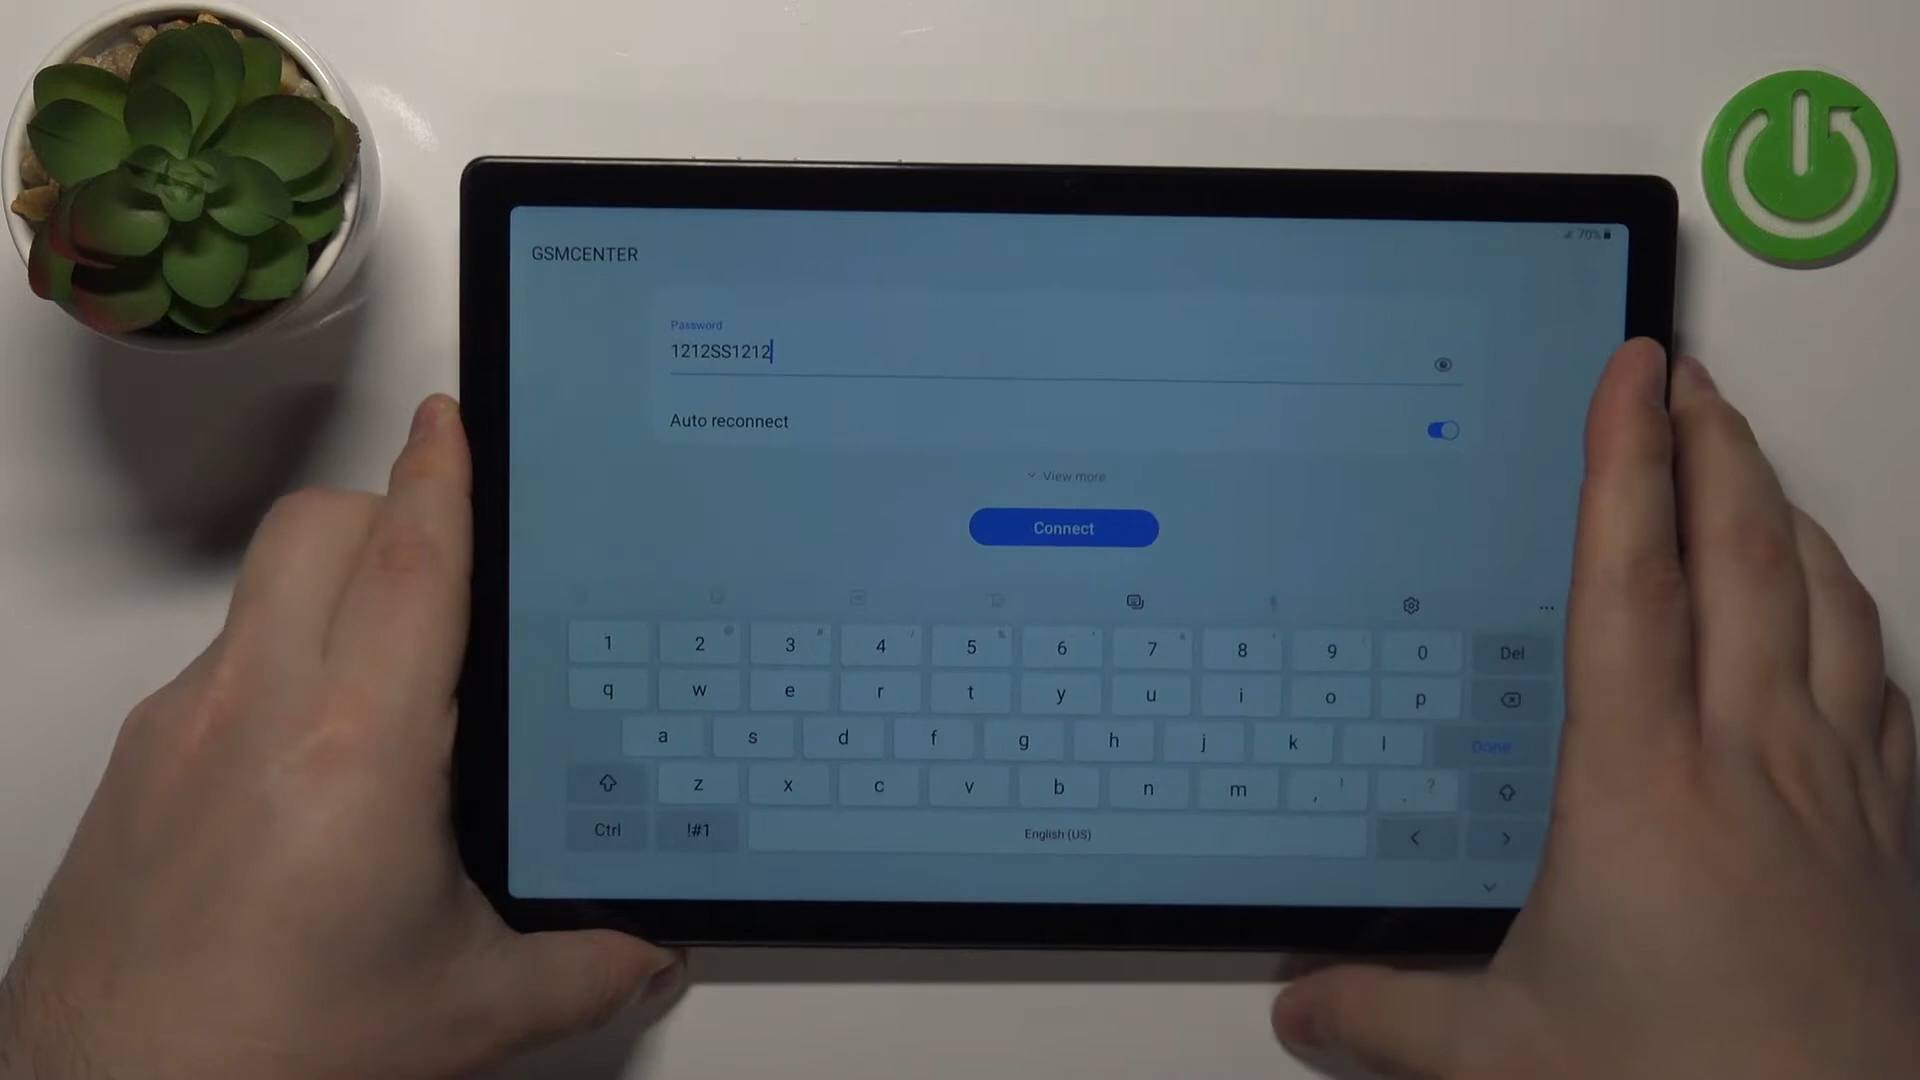 70%
GSMCENTER
Password
1212SS1212
Auto reconnect
View more
Connect
1 2 3 4 5 6 7 8 9 0 Del
q w e r t y u i o p
a s d f g h j k l Done
z x c v b n m , ! . ?
Ctrl !#1 English (US) < >